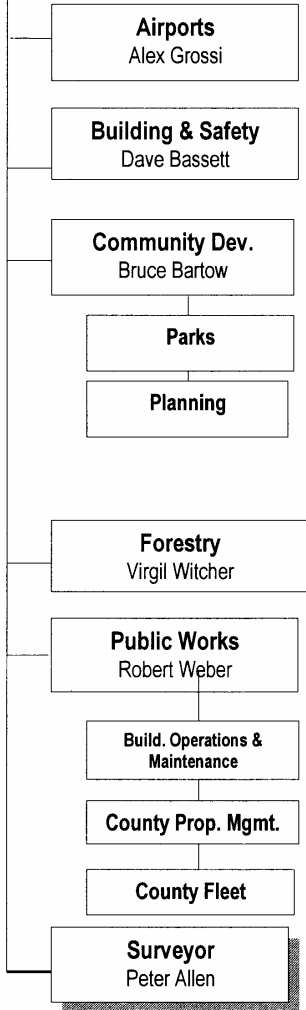 Airports
Alex Grossi
Building & Safety
Dave Bassett
Community Dev.
Bruce Bartow
Parks
Planning
Forestry
Virgil Witcher
Public Works
Robert Weber
Build. Operations &
Maintenance
County Prop. Mgmt.
County Fleet
Surveyor
Peter Allen